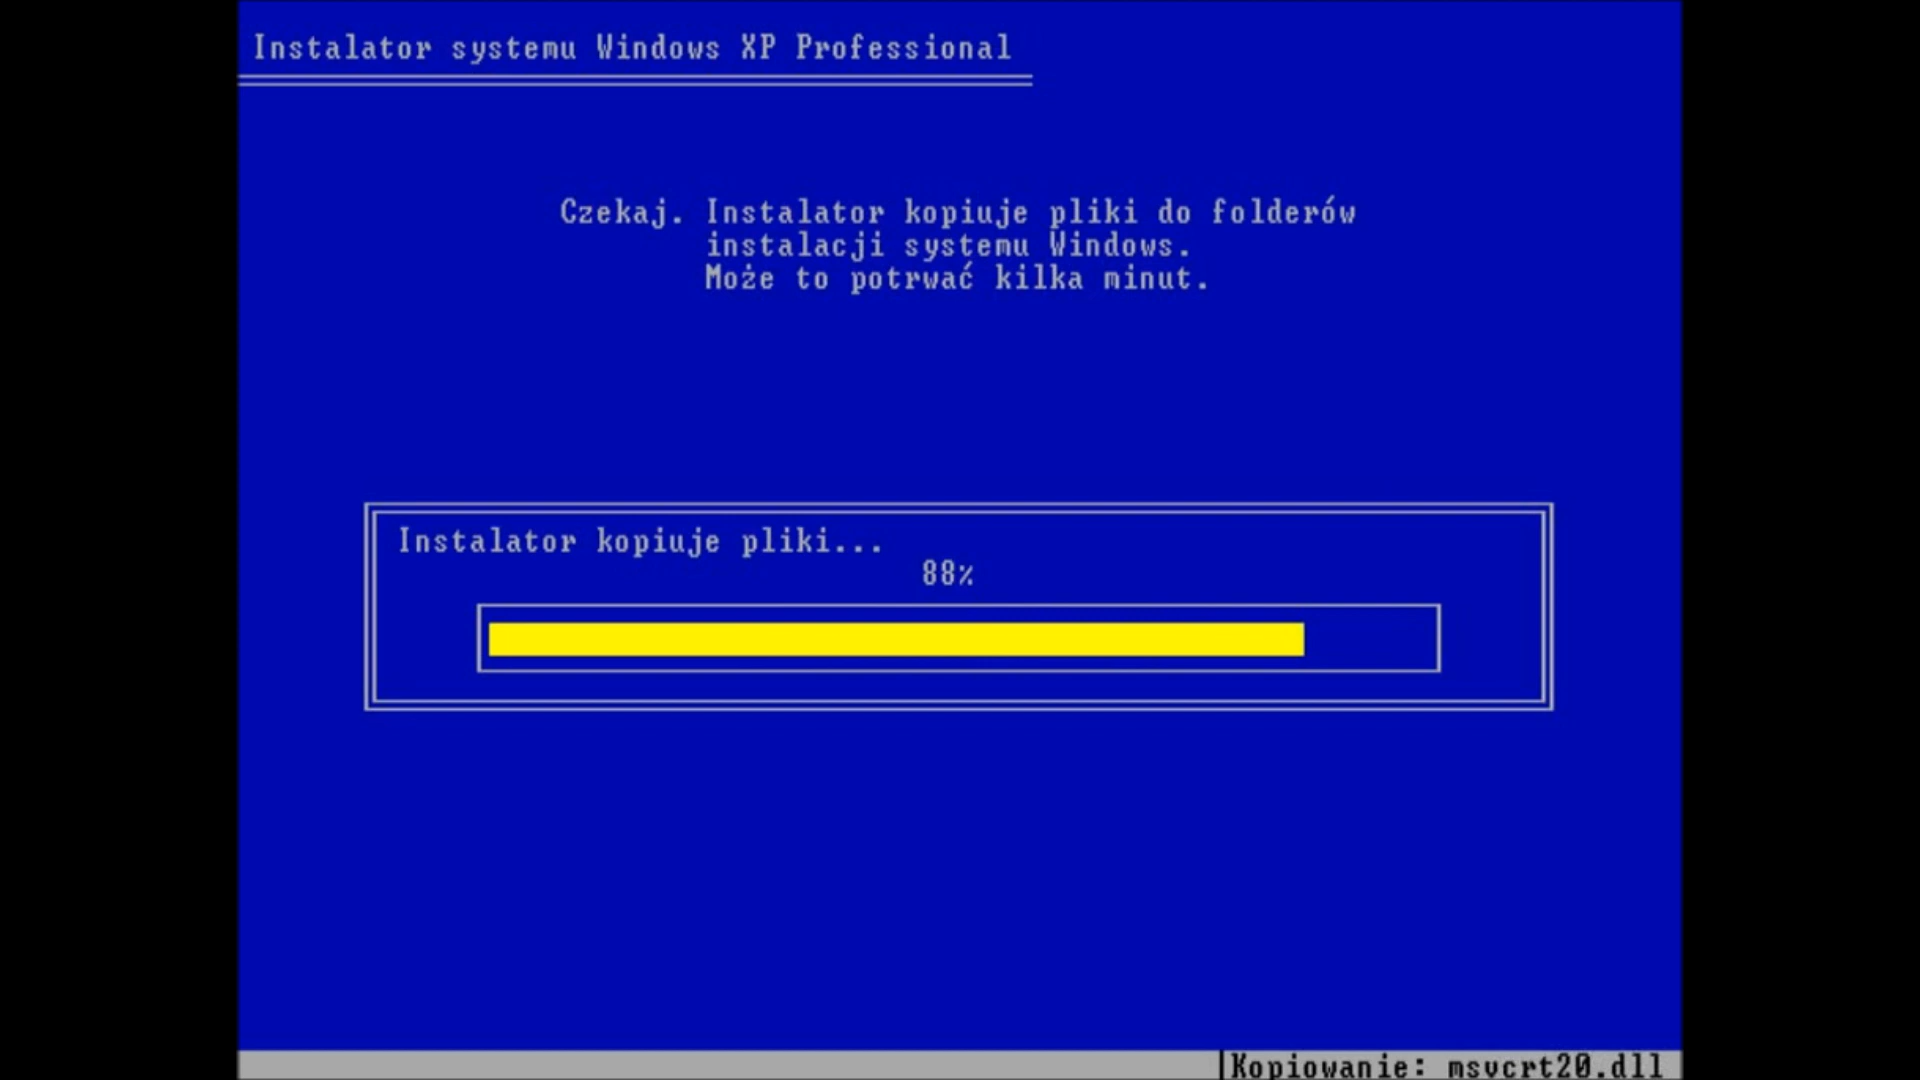 Instalator systemu Windows XP Professional
Czekaj. Instalator kopiuje pliki do folderów
instalacji systemu Windows.
Może to potrwać kilka minut.
Instalator kopiuje pliki...
88%
Kopiowanie: msvcrt20.dll